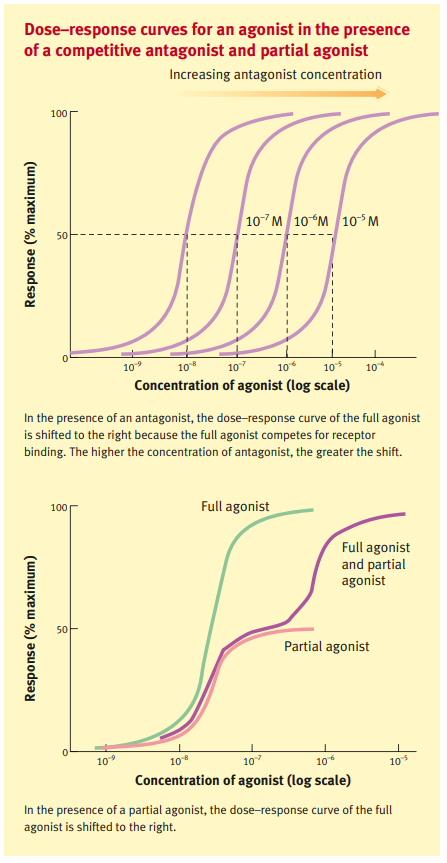 Dose–response curves for an agonist in the presence
of a competitive antagonist and partial agonist
Increasing antagonist concentration
100
50
0
Response (% maximum)
10⁻⁷ M
10⁻⁶M
10⁻⁵ M
10⁻⁹
10⁻⁸
10⁻⁷
10⁻⁶
10⁻⁵
10⁻⁴
Concentration of agonist (log scale)
In the presence of an antagonist, the dose–response curve of the full agonist
is shifted to the right because the full agonist competes for receptor
binding. The higher the concentration of antagonist, the greater the shift.
100
50
0
Response (% maximum)
Full agonist
Full agonist
and partial
agonist
Partial agonist
10⁻⁹
10⁻⁸
10⁻⁷
10⁻⁶
10⁻⁵
Concentration of agonist (log scale)
In the presence of a partial agonist, the dose–response curve of the full
agonist is shifted to the right.